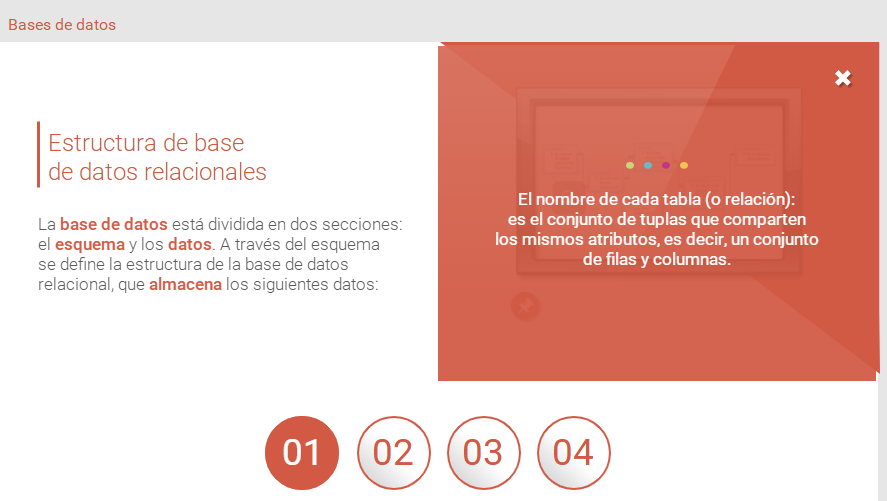 Bases de datos
Estructura de base
de datos relacionales
La base de datos está dividida en dos secciones:
el esquema y los datos. A través del esquema
se define la estructura de la base de datos
relacional, que almacena los siguientes datos:
El nombre de cada tabla (o relación):
es el conjunto de tuplas que comparten
los mismos atributos, es decir, un conjunto
de filas y columnas.
01
02
03
04